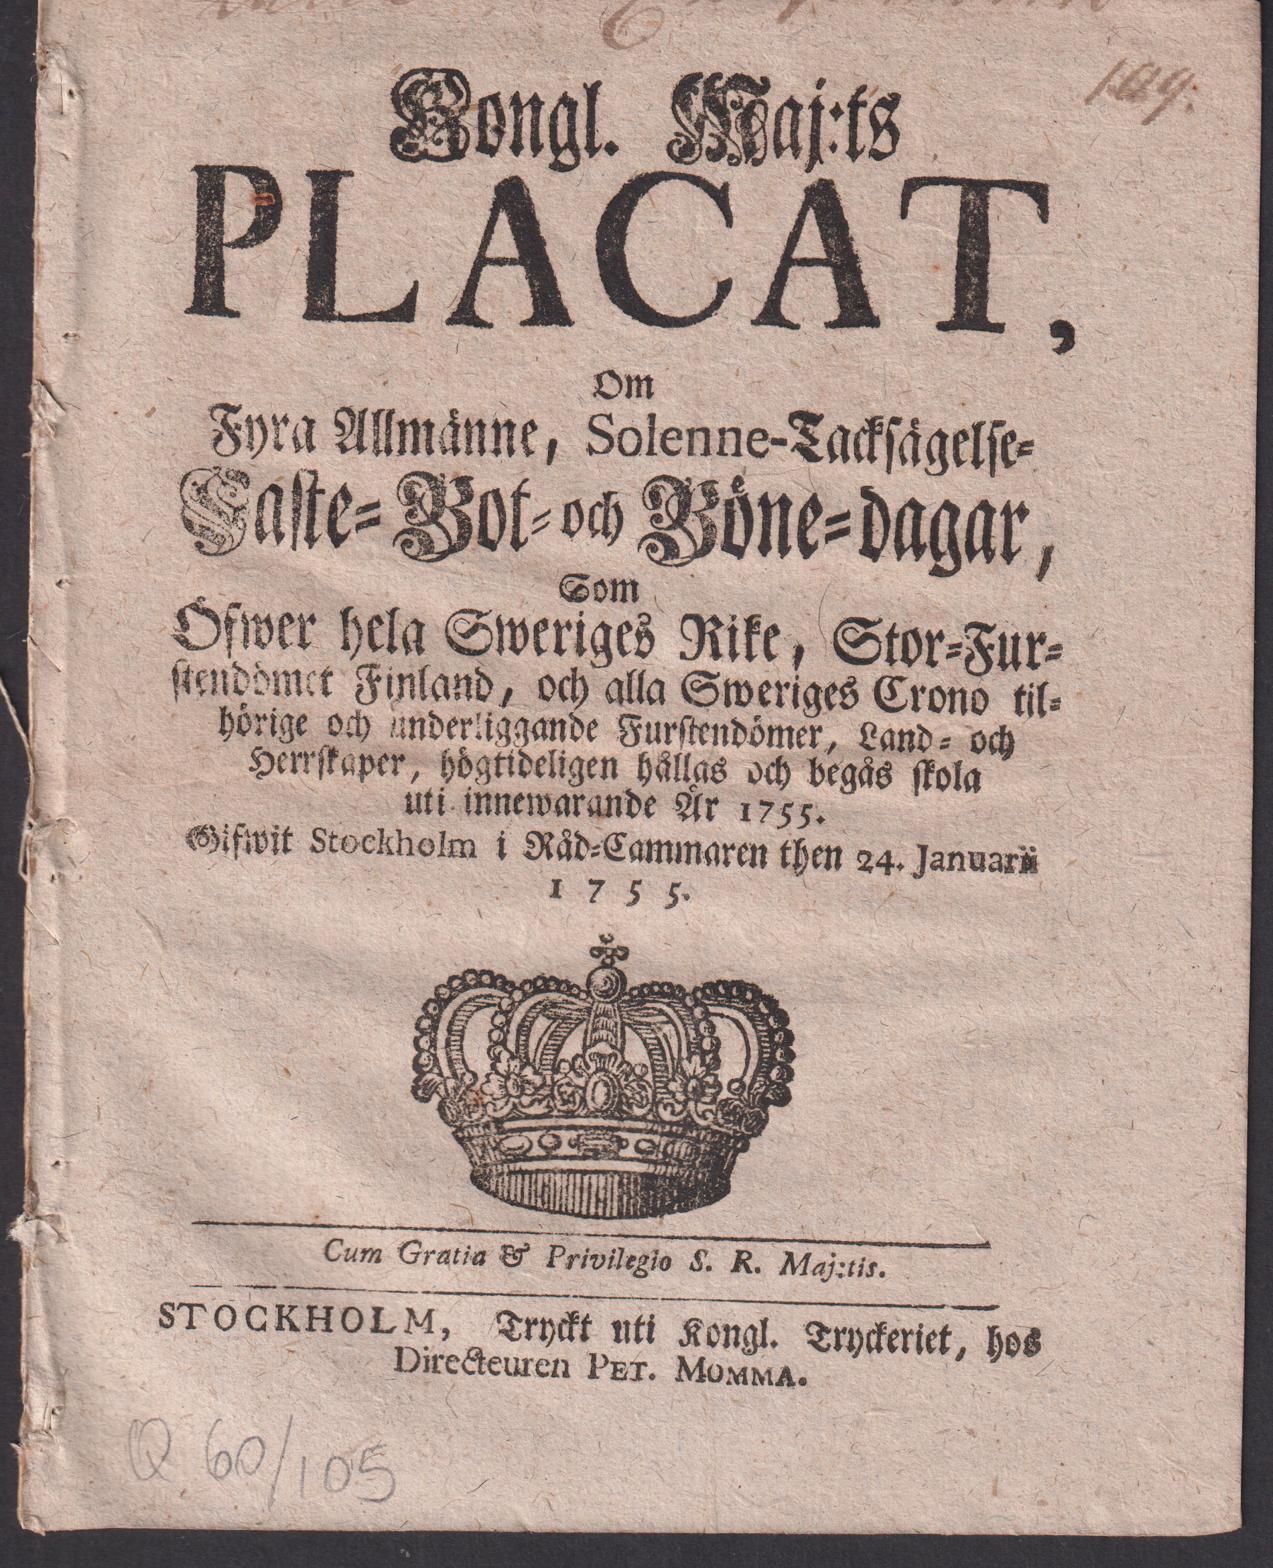 Kongl. Maj:ts
PLACAT,
Om
Fyra Allmänne, Solenne-Tacksägelse-
Faste- Bot- och Böne-dagar,
Som
Öfwer hela Sweriges Rike, Stor-Fur-
stendömet Finland, och alla Sweriges Crono til-
hörige och underliggande Furstendömer, Land- och
Herrskaper, högtideligen hållas och begås skola
uti innewarande År 1755.
Gifwit Stockholm i Råd-Cammaren then 24. Januarii
1755.
Cum Gratia & Privilegio S. R. Maj:tis.
STOCKHOLM, Tryckt uti Kongl. Tryckeriet, hos
Directeuren PET. MOMMA.
Q 60/105